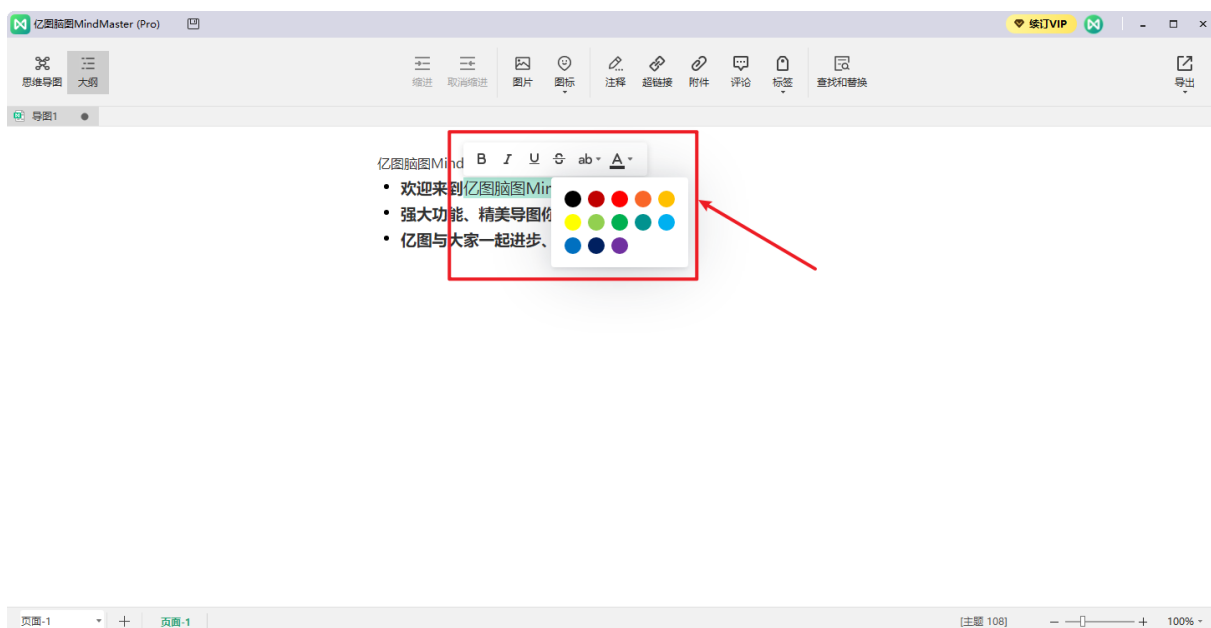 亿图脑图MindMaster (Pro)
续订VIP
思维导图 大纲 缩进 取消缩进 图片 图标 注释 超链接 附件 评论 标签 查找和替换 导出
导图1
B I U S ab A
亿图脑图Mind
欢迎来到亿图脑图Min
强大功能、精美导图你
亿图与大家一起进步、
页面-1 页面-1 [主题 108] 100%